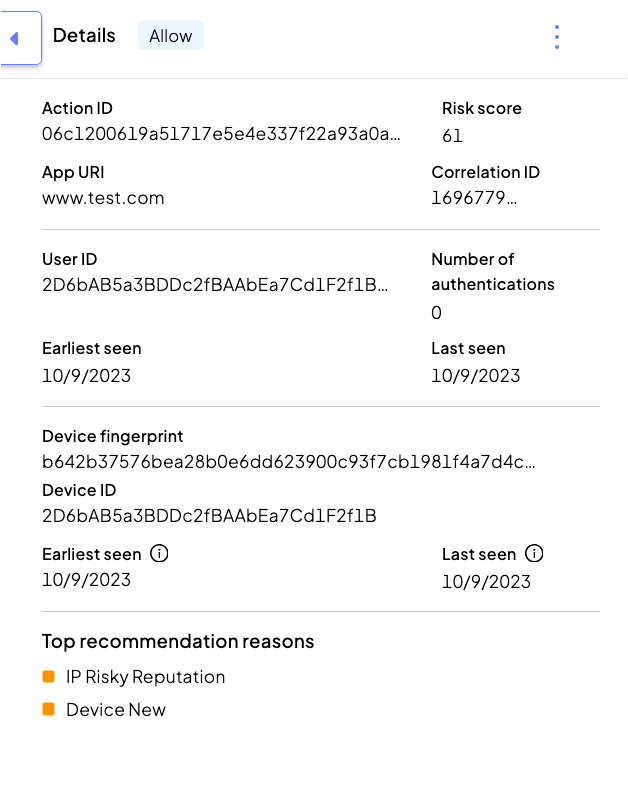 Details Allow
Action ID
06c1200619a51717e5e4e337f22a93a0a…
Risk score
61
App URI
www.test.com
Correlation ID
1696779…
User ID
2D6bAB5a3BDDc2fBAAbEa7Cd1F2f1B…
Number of
authentications
0
Earliest seen
10/9/2023
Last seen
10/9/2023
Device fingerprint
b642b37576bea28b0e6dd623900c93f7cb1981f4a7d4c…
Device ID
2D6bAB5a3BDDc2fBAAbEa7Cd1F2f1B
Earliest seen
10/9/2023
Last seen
10/9/2023
Top recommendation reasons
IP Risky Reputation
Device New